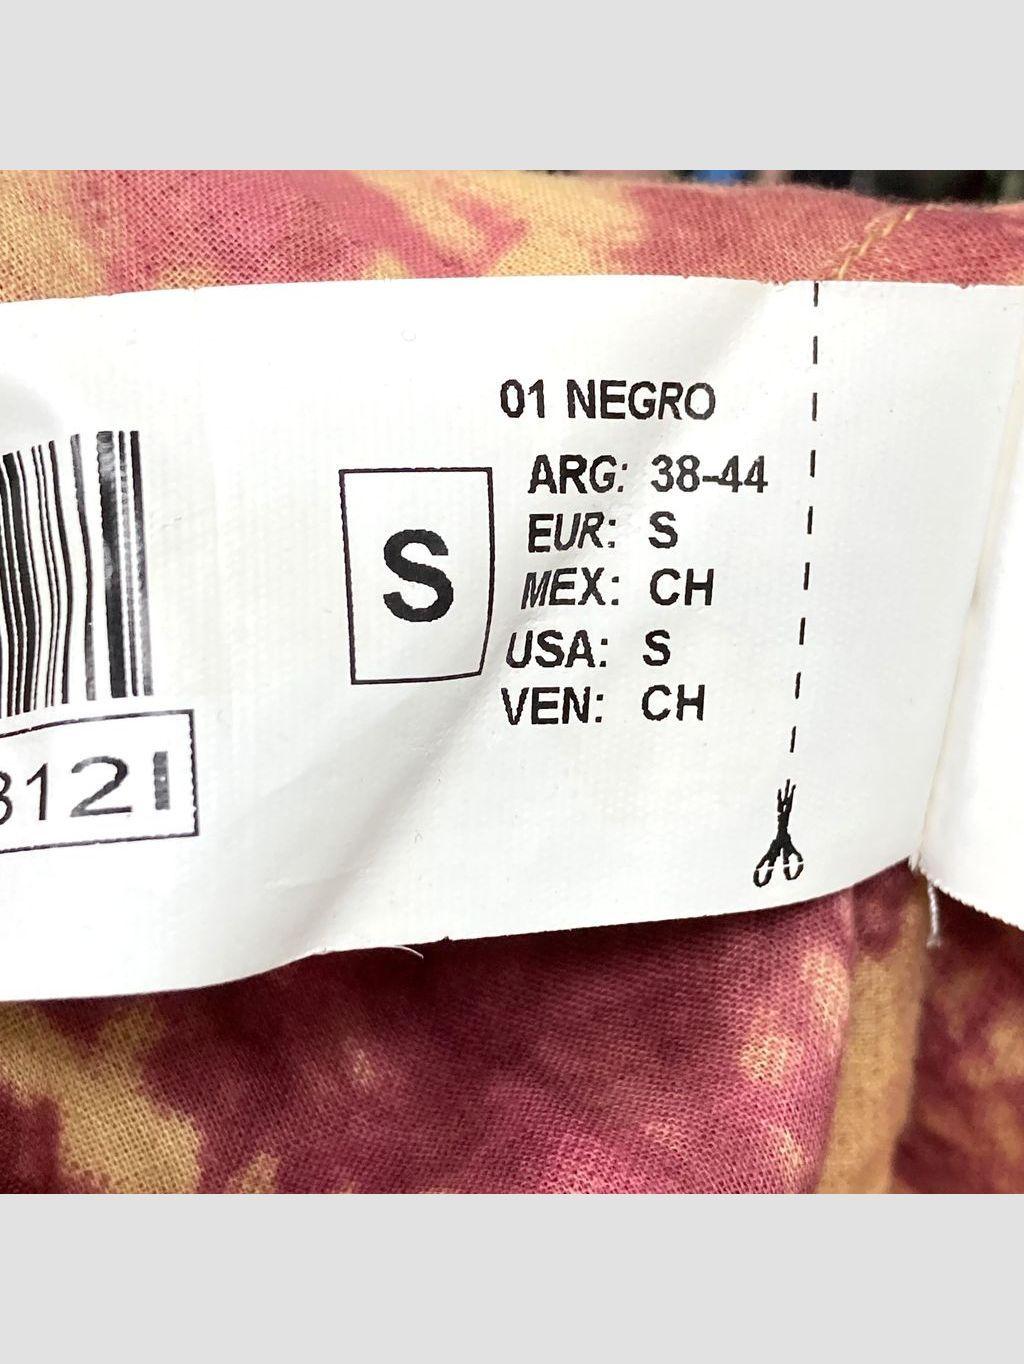 01 NEGRO
S
ARG: 38-44
EUR: S
MEX: CH
USA: S
VEN: CH
3121